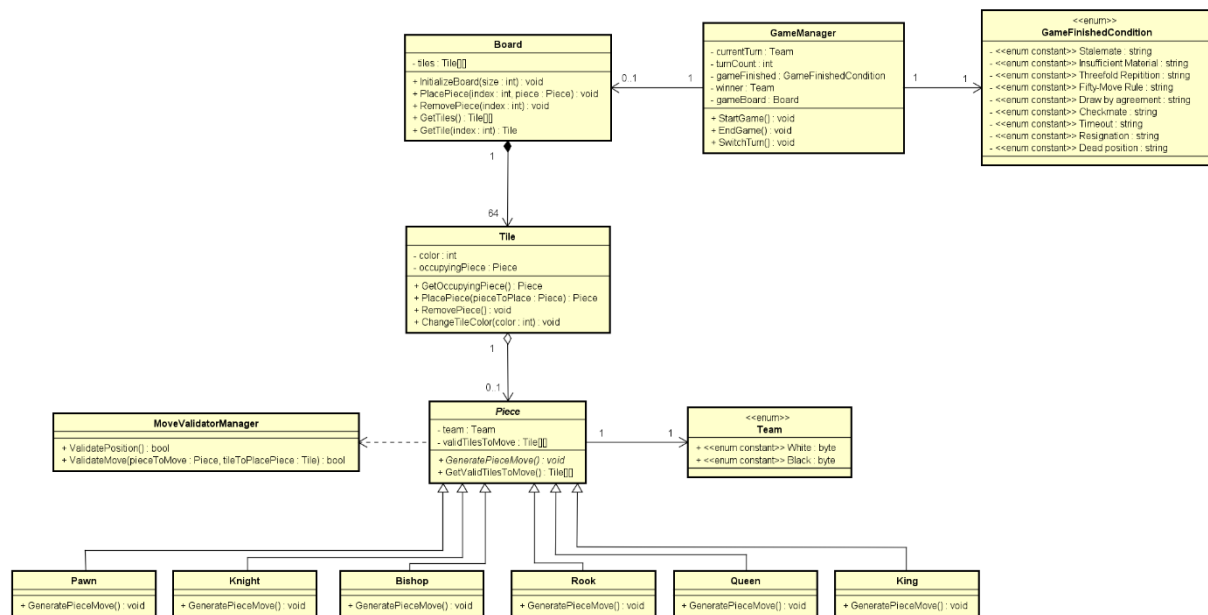 Board
- tiles : Tile[][]
+ InitializeBoard(size : int) : void
+ PlacePiece(index : int, piece : Piece) : void
+ RemovePiece(index : int) : void
+ GetTiles() : Tile[][]
+ GetTile(index : int) : Tile
0..1
1
GameManager
- currentTurn : Team
- turnCount : int
- gameFinished : GameFinishedCondition
- winner : Team
- gameBoard : Board
+ StartGame() : void
+ EndGame() : void
+ SwitchTurn() : void
1
1
<<enum>>
GameFinishedCondition
- <<enum constant>> Stalemate : string
- <<enum constant>> Insufficient Material : string
- <<enum constant>> Threefold Repitition : string
- <<enum constant>> Fifty-Move Rule : string
- <<enum constant>> Draw by agreement : string
- <<enum constant>> Checkmate : string
- <<enum constant>> Timeout : string
- <<enum constant>> Resignation : string
- <<enum constant>> Dead position : string
1
64
Tile
- color : int
- occupyingPiece : Piece
+ GetOccupyingPiece() : Piece
+ PlacePiece(pieceToPlace : Piece) : Piece
+ RemovePiece() : void
+ ChangeTileColor(color : int) : void
1
0..1
MoveValidatorManager
+ ValidatePosition() : bool
+ ValidateMove(pieceToMove : Piece, tileToPlacePiece : Tile) : bool
Piece
- team : Team
- validTilesToMove : Tile[][]
+ GeneratePieceMove() : void
+ GetValidTilesToMove() : Tile[][]
1
1
<<enum>>
Team
+ <<enum constant>> White : byte
+ <<enum constant>> Black : byte
Pawn
+ GeneratePieceMove() : void
Knight
+ GeneratePieceMove() : void
Bishop
+ GeneratePieceMove() : void
Rook
+ GeneratePieceMove() : void
Queen
+ GeneratePieceMove() : void
King
+ GeneratePieceMove() : void